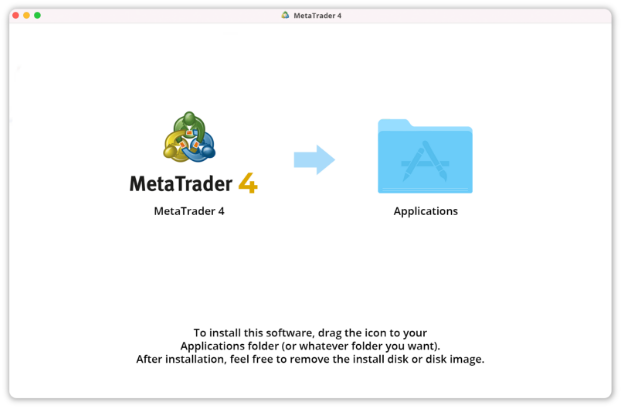 MetaTrader 4
MetaTrader 4
MetaTrader 4
Applications
To install this software, drag the icon to your
Applications folder (or whatever folder you want).
After installation, feel free to remove the install disk or disk image.